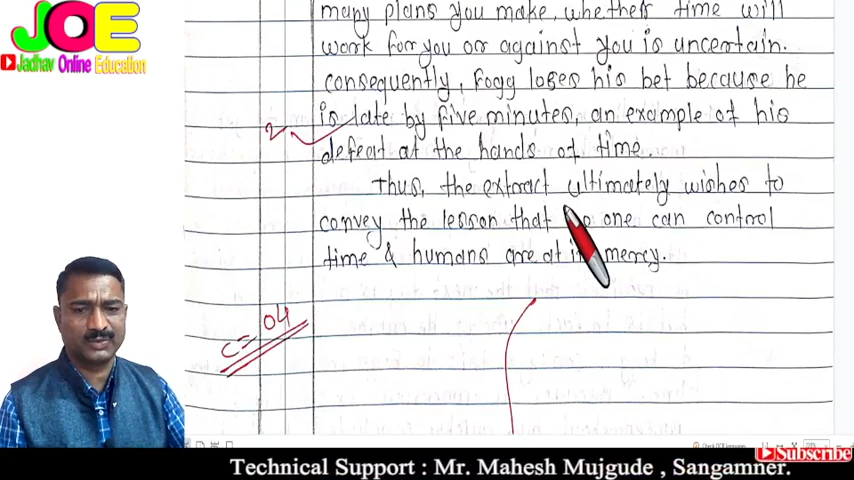 JOE
Jadhav Online Education
many plans you make, whether time will
work for you or against you is uncertain.
consequently, Fogg loses his bet because he
is late by five minutes, an example of his
defeat at the hands of time.
2
Thus, the extract ultimately wishes to
convey the lesson that one can control
time & humans are at mercy.
C = 04
Technical Support : Mr. Mahesh Mujgude , Sangamner.
Subscribe